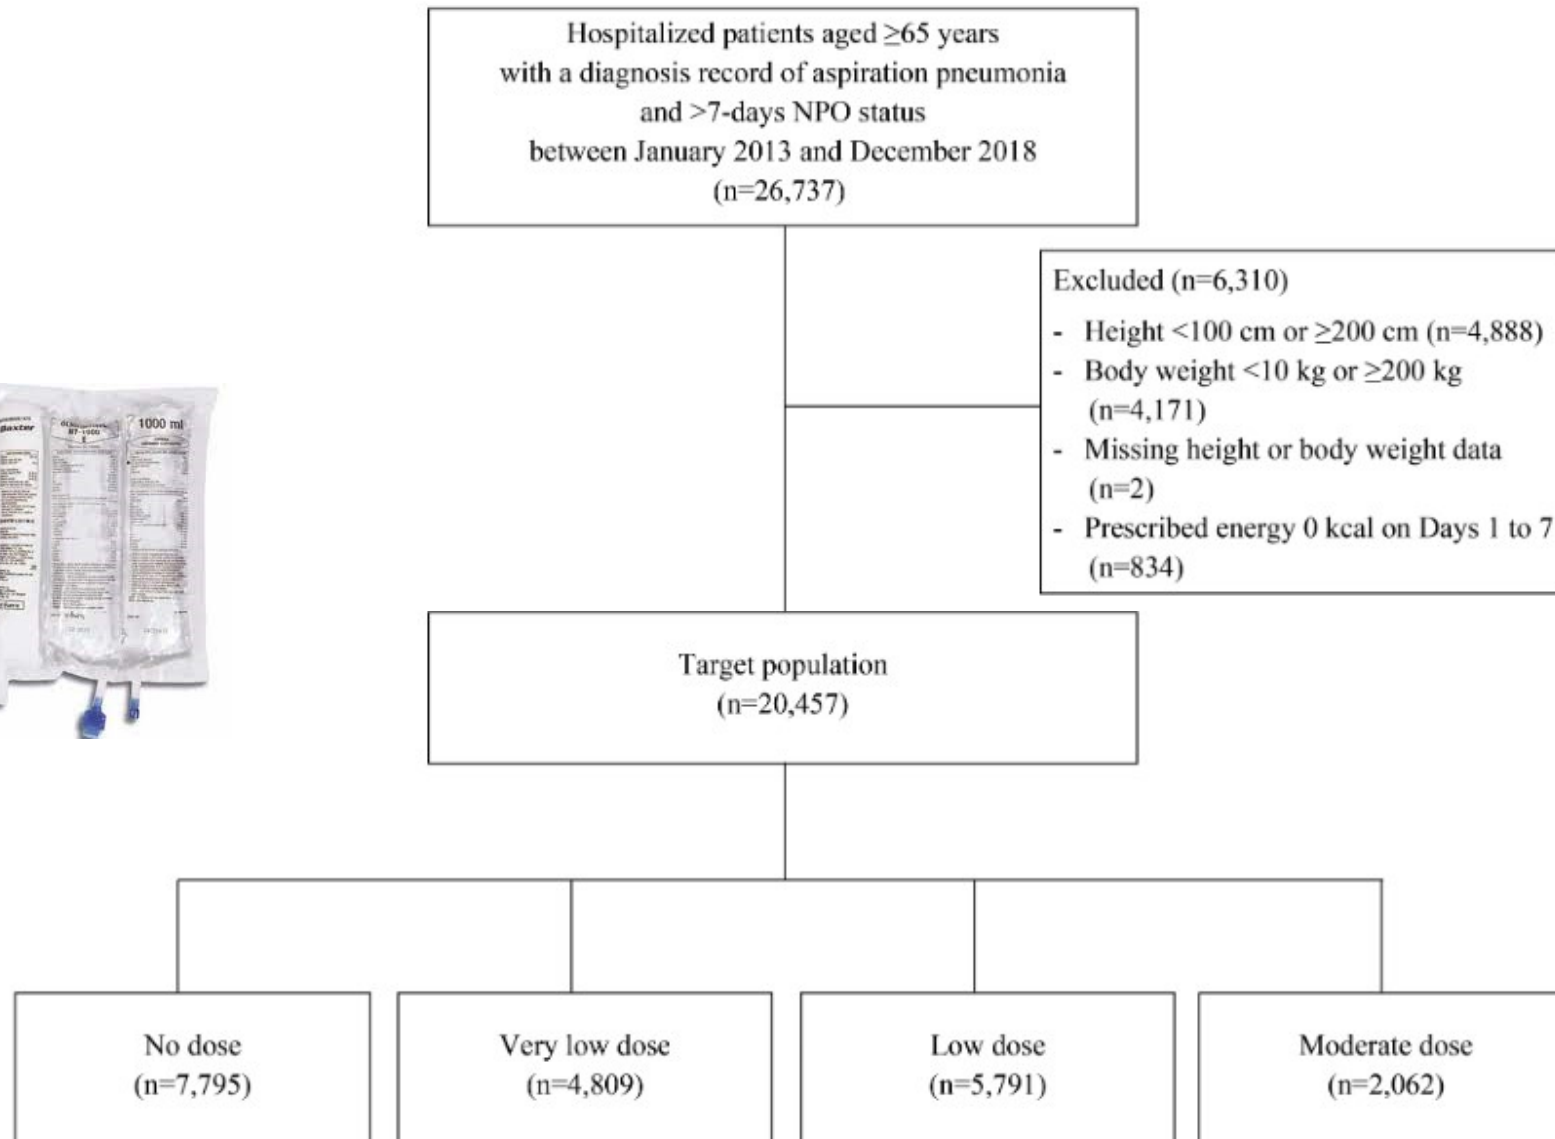 Hospitalized patients aged ≥65 years
with a diagnosis record of aspiration pneumonia
and >7-days NPO status
between January 2013 and December 2018
(n=26,737)
Excluded (n=6,310)
- Height <100 cm or ≥200 cm (n=4,888)
- Body weight <10 kg or ≥200 kg
(n=4,171)
- Missing height or body weight data
(n=2)
- Prescribed energy 0 kcal on Days 1 to 7
(n=834)
Baxter
1000 ml
Target population
(n=20,457)
No dose
(n=7,795)
Very low dose
(n=4,809)
Low dose
(n=5,791)
Moderate dose
(n=2,062)